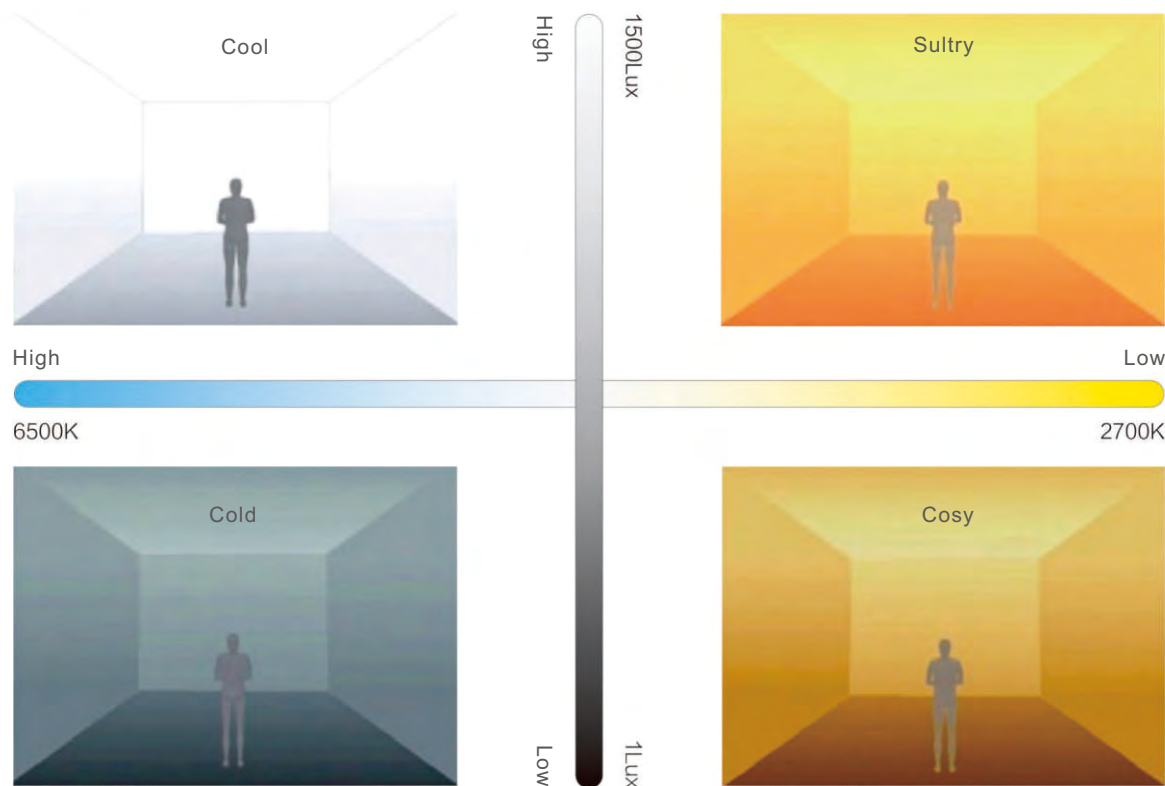 Cool
High
1500Lux
Sultry
High
Low
6500K
2700K
Cold
Cosy
Low
1Lux